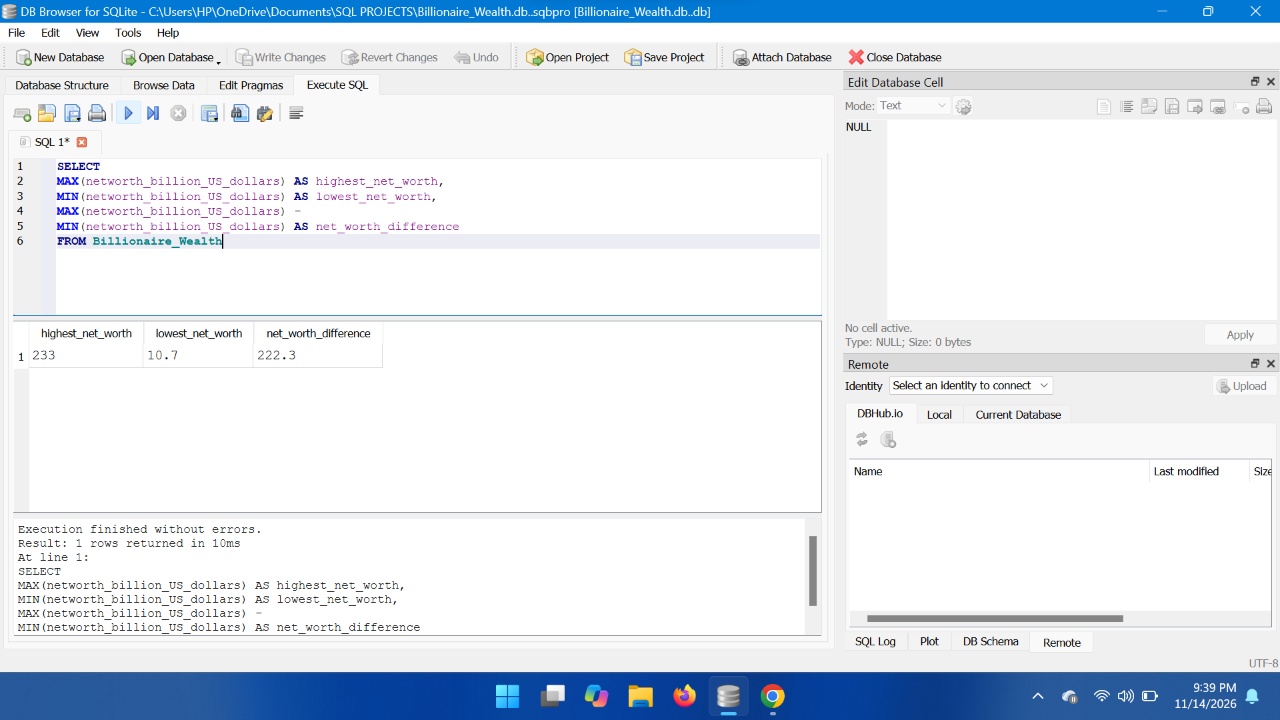 DB Browser for SQLite - C:\Users\HP\OneDrive\Documents\SQL PROJECTS\Billionaire_Wealth.db..sqbpro [Billionaire_Wealth.db..db]
File Edit View Tools Help
New Database Open Database Write Changes Revert Changes Undo Open Project Save Project Attach Database Close Database
Database Structure Browse Data Edit Pragmas Execute SQL
SQL 1*
1 SELECT
2 MAX(networth_billion_US_dollars) AS highest_net_worth,
3 MIN(networth_billion_US_dollars) AS lowest_net_worth,
4 MAX(networth_billion_US_dollars) -
5 MIN(networth_billion_US_dollars) AS net_worth_difference
6 FROM Billionaire_Wealth
highest_net_worth lowest_net_worth net_worth_difference
1 233 10.7 222.3
Execution finished without errors.
Result: 1 rows returned in 10ms
At line 1:
SELECT
MAX(networth_billion_US_dollars) AS highest_net_worth,
MIN(networth_billion_US_dollars) AS lowest_net_worth,
MAX(networth_billion_US_dollars) -
MIN(networth_billion_US_dollars) AS net_worth_difference
Edit Database Cell
Mode: Text
NULL
No cell active.
Type: NULL; Size: 0 bytes
Apply
Remote
Identity Select an identity to connect Upload
DBHub.io Local Current Database
Name Last modified Size
SQL Log Plot DB Schema Remote
UTF-8
9:39 PM
11/14/2026